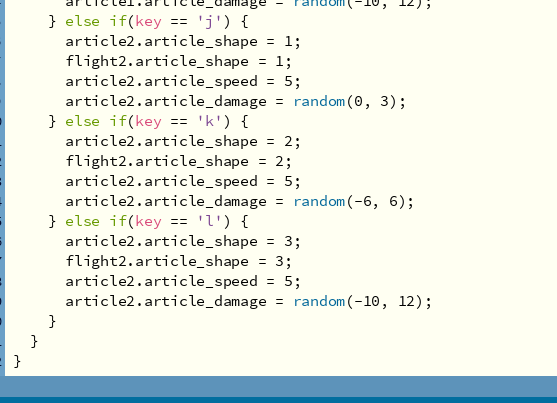 article1.article_damage = random(-10, 12);
} else if(key == 'j') {
article2.article_shape = 1;
flight2.article_shape = 1;
article2.article_speed = 5;
article2.article_damage = random(0, 3);
} else if(key == 'k') {
article2.article_shape = 2;
flight2.article_shape = 2;
article2.article_speed = 5;
article2.article_damage = random(-6, 6);
} else if(key == 'l') {
article2.article_shape = 3;
flight2.article_shape = 3;
article2.article_speed = 5;
article2.article_damage = random(-10, 12);
}
}
}